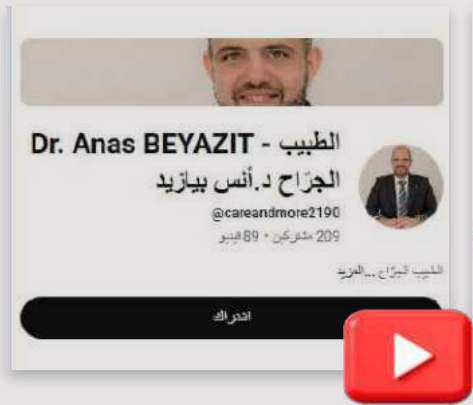 الطبيب - Dr. Anas BEYAZIT
الجرّاح د.أنس بيازيد
@careandmore2190
209 مشتركين • 89 فيديو
الطبيب الجرّاح ...المزيد
اشتراك